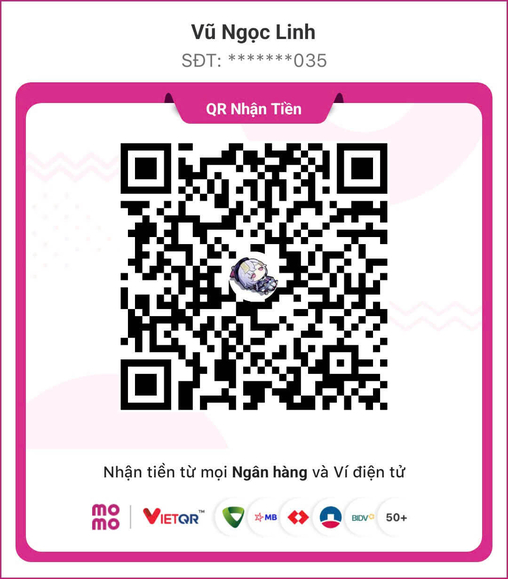 Vũ Ngọc Linh
SĐT: *******035
QR Nhận Tiền
Nhận tiền từ mọi Ngân hàng và Ví điện tử
mo mo VIETQR™ MB BIDV 50+